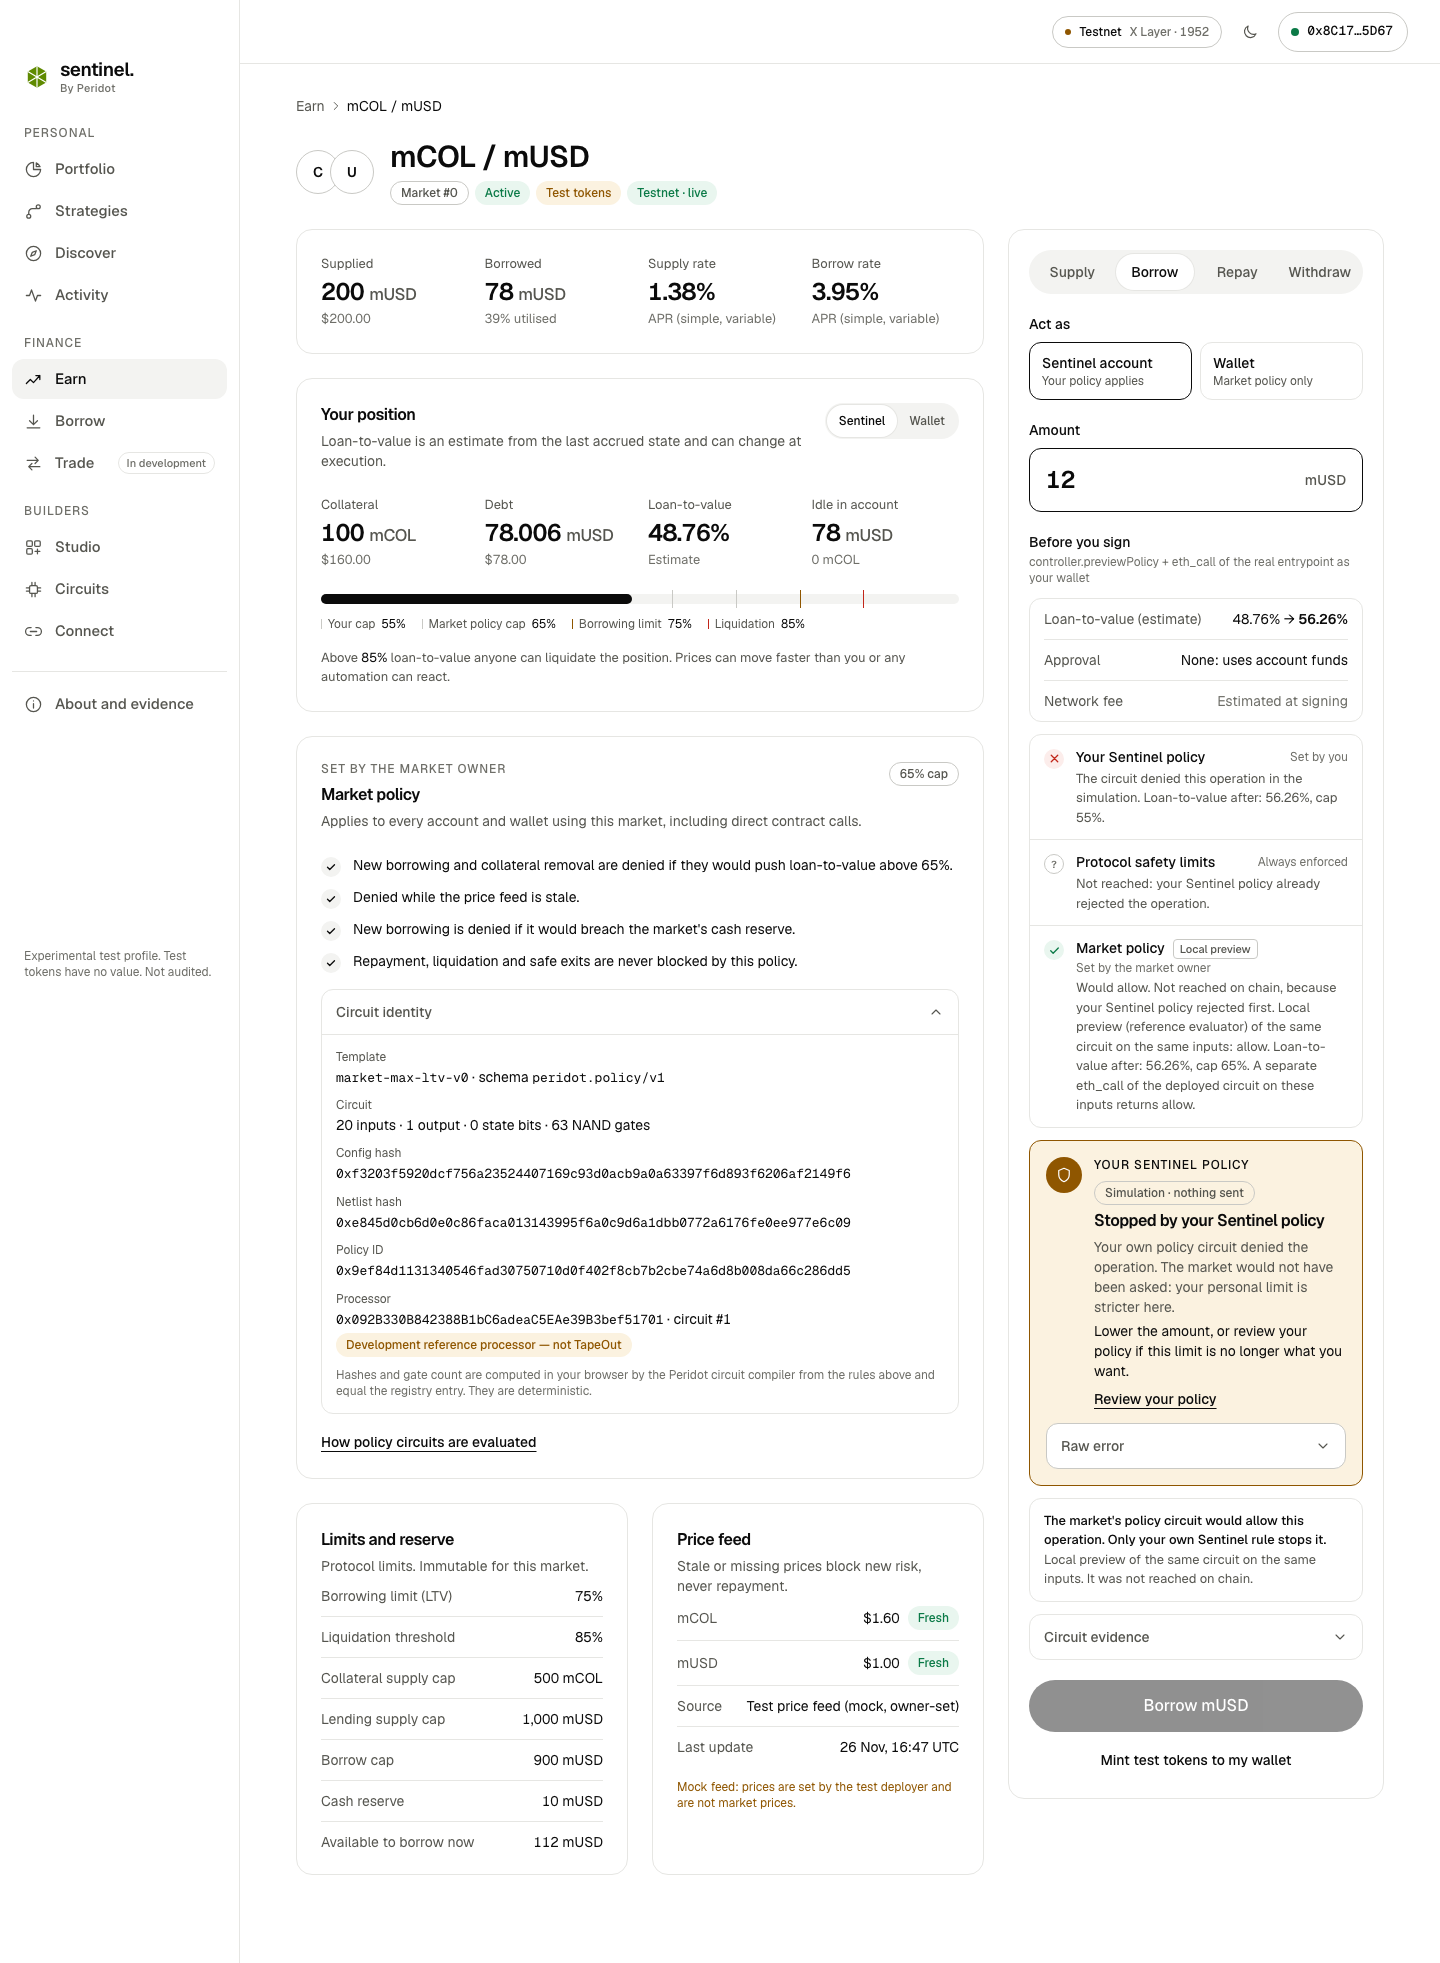 sentinel.
By Peridot
PERSONAL
Portfolio
Strategies
Discover
Activity
FINANCE
Earn
Borrow
Trade In development
BUILDERS
Studio
Circuits
Connect
About and evidence
Experimental test profile. Test
tokens have no value. Not audited.
Testnet X Layer · 1952
0x8C17…5D67
Earn > mCOL / mUSD
C U
mCOL / mUSD
Market #0 Active Test tokens Testnet · live
Supplied Borrowed Supply rate Borrow rate
200 mUSD 78 mUSD 1.38% 3.95%
$200.00 39% utilised APR (simple, variable) APR (simple, variable)
Your position
Sentinel Wallet
Loan-to-value is an estimate from the last accrued state and can change at
execution.
Collateral Debt Loan-to-value Idle in account
100 mCOL 78.006 mUSD 48.76% 78 mUSD
$160.00 $78.00 Estimate 0 mCOL
Your cap 55% Market policy cap 65% Borrowing limit 75% Liquidation 85%
Above 85% loan-to-value anyone can liquidate the position. Prices can move faster than you or any
automation can react.
SET BY THE MARKET OWNER
65% cap
Market policy
Applies to every account and wallet using this market, including direct contract calls.
New borrowing and collateral removal are denied if they would push loan-to-value above 65%.
Denied while the price feed is stale.
New borrowing is denied if it would breach the market's cash reserve.
Repayment, liquidation and safe exits are never blocked by this policy.
Circuit identity
Template
market-max-ltv-v0 · schema peridot.policy/v1
Circuit
20 inputs · 1 output · 0 state bits · 63 NAND gates
Config hash
0xf3203f5920dcf756a23524407169c93d0acb9a0a63397f6d893f6206af2149f6
Netlist hash
0xe845d0cb6d0e0c86faca013143995f6a0c9d6a1dbb0772a6176fe0ee977e6c09
Policy ID
0x9ef84d1131340546fad30750710d0f402f8cb7b2cbe74a6d8b008da66c286dd5
Processor
0x092B330B842388B1bC6adeaC5EAe39B3bef51701 · circuit #1
Development reference processor — not TapeOut
Hashes and gate count are computed in your browser by the Peridot circuit compiler from the rules above and
equal the registry entry. They are deterministic.
How policy circuits are evaluated
Limits and reserve
Protocol limits. Immutable for this market.
Borrowing limit (LTV) 75%
Liquidation threshold 85%
Collateral supply cap 500 mCOL
Lending supply cap 1,000 mUSD
Borrow cap 900 mUSD
Cash reserve 10 mUSD
Available to borrow now 112 mUSD
Price feed
Stale or missing prices block new risk,
never repayment.
mCOL $1.60 Fresh
mUSD $1.00 Fresh
Source Test price feed (mock, owner-set)
Last update 26 Nov, 16:47 UTC
Mock feed: prices are set by the test deployer and
are not market prices.
Supply Borrow Repay Withdraw
Act as
Sentinel account
Your policy applies
Wallet
Market policy only
Amount
12 mUSD
Before you sign
controller.previewPolicy + eth_call of the real entrypoint as
your wallet
Loan-to-value (estimate) 48.76% → 56.26%
Approval None: uses account funds
Network fee Estimated at signing
Your Sentinel policy Set by you
The circuit denied this operation in the
simulation. Loan-to-value after: 56.26%, cap
55%.
? Protocol safety limits Always enforced
Not reached: your Sentinel policy already
rejected the operation.
Market policy Local preview
Set by the market owner
Would allow. Not reached on chain, because
your Sentinel policy rejected first. Local
preview (reference evaluator) of the same
circuit on the same inputs: allow. Loan-to-
value after: 56.26%, cap 65%. A separate
eth_call of the deployed circuit on these
inputs returns allow.
YOUR SENTINEL POLICY
Simulation · nothing sent
Stopped by your Sentinel policy
Your own policy circuit denied the
operation. The market would not have
been asked: your personal limit is
stricter here.
Lower the amount, or review your
policy if this limit is no longer what you
want.
Review your policy
Raw error
The market's policy circuit would allow this
operation. Only your own Sentinel rule stops it.
Local preview of the same circuit on the same
inputs. It was not reached on chain.
Circuit evidence
Borrow mUSD
Mint test tokens to my wallet